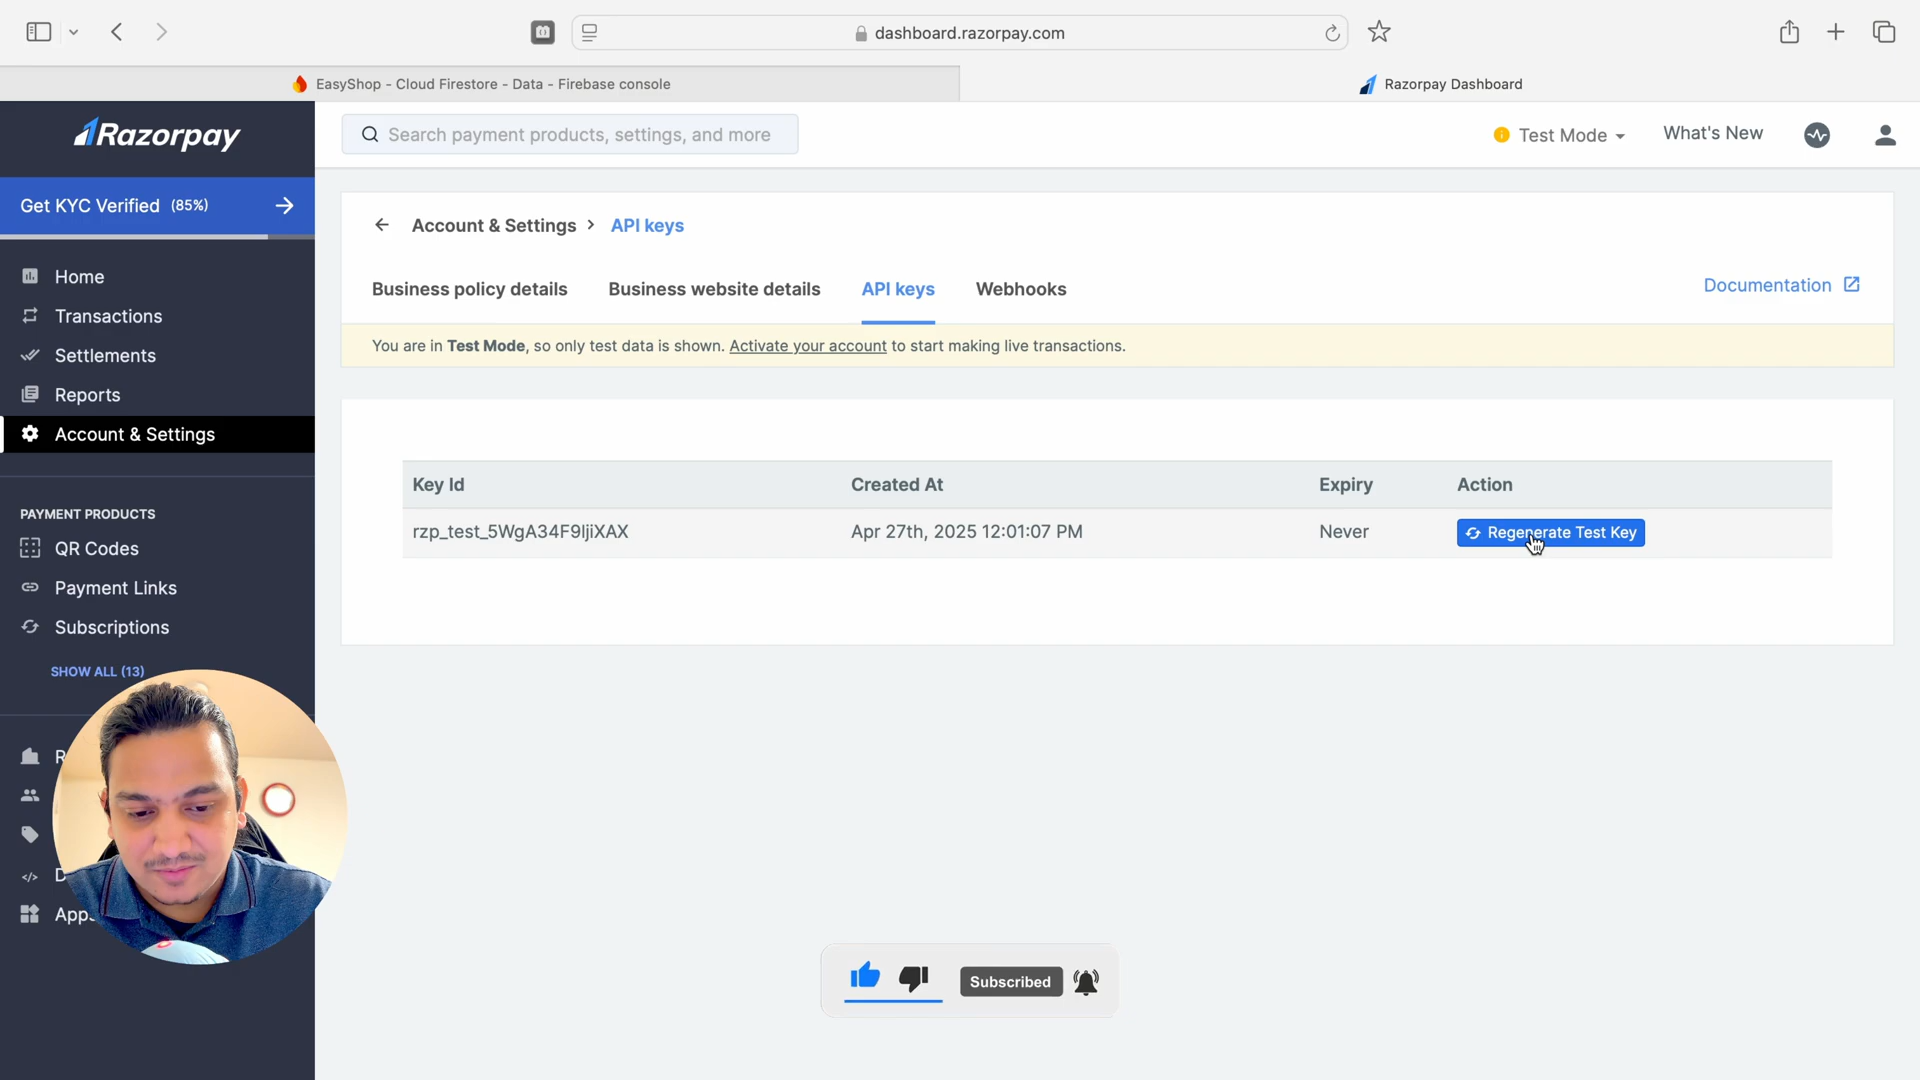 dashboard.razorpay.com
EasyShop - Cloud Firestore - Data - Firebase console
Razorpay Dashboard
Razorpay
Search payment products, settings, and more
Test Mode
What's New
Get KYC Verified (85%)
Account & Settings > API keys
Home
Transactions
Settlements
Reports
Account & Settings
Business policy details
Business website details
API keys
Webhooks
Documentation
You are in Test Mode, so only test data is shown. Activate your account to start making live transactions.
Key Id
Created At
Expiry
Action
rzp_test_5WgA34F9ljiXAX
Apr 27th, 2025 12:01:07 PM
Never
Regenerate Test Key
PAYMENT PRODUCTS
QR Codes
Payment Links
Subscriptions
SHOW ALL (13)
Subscribed